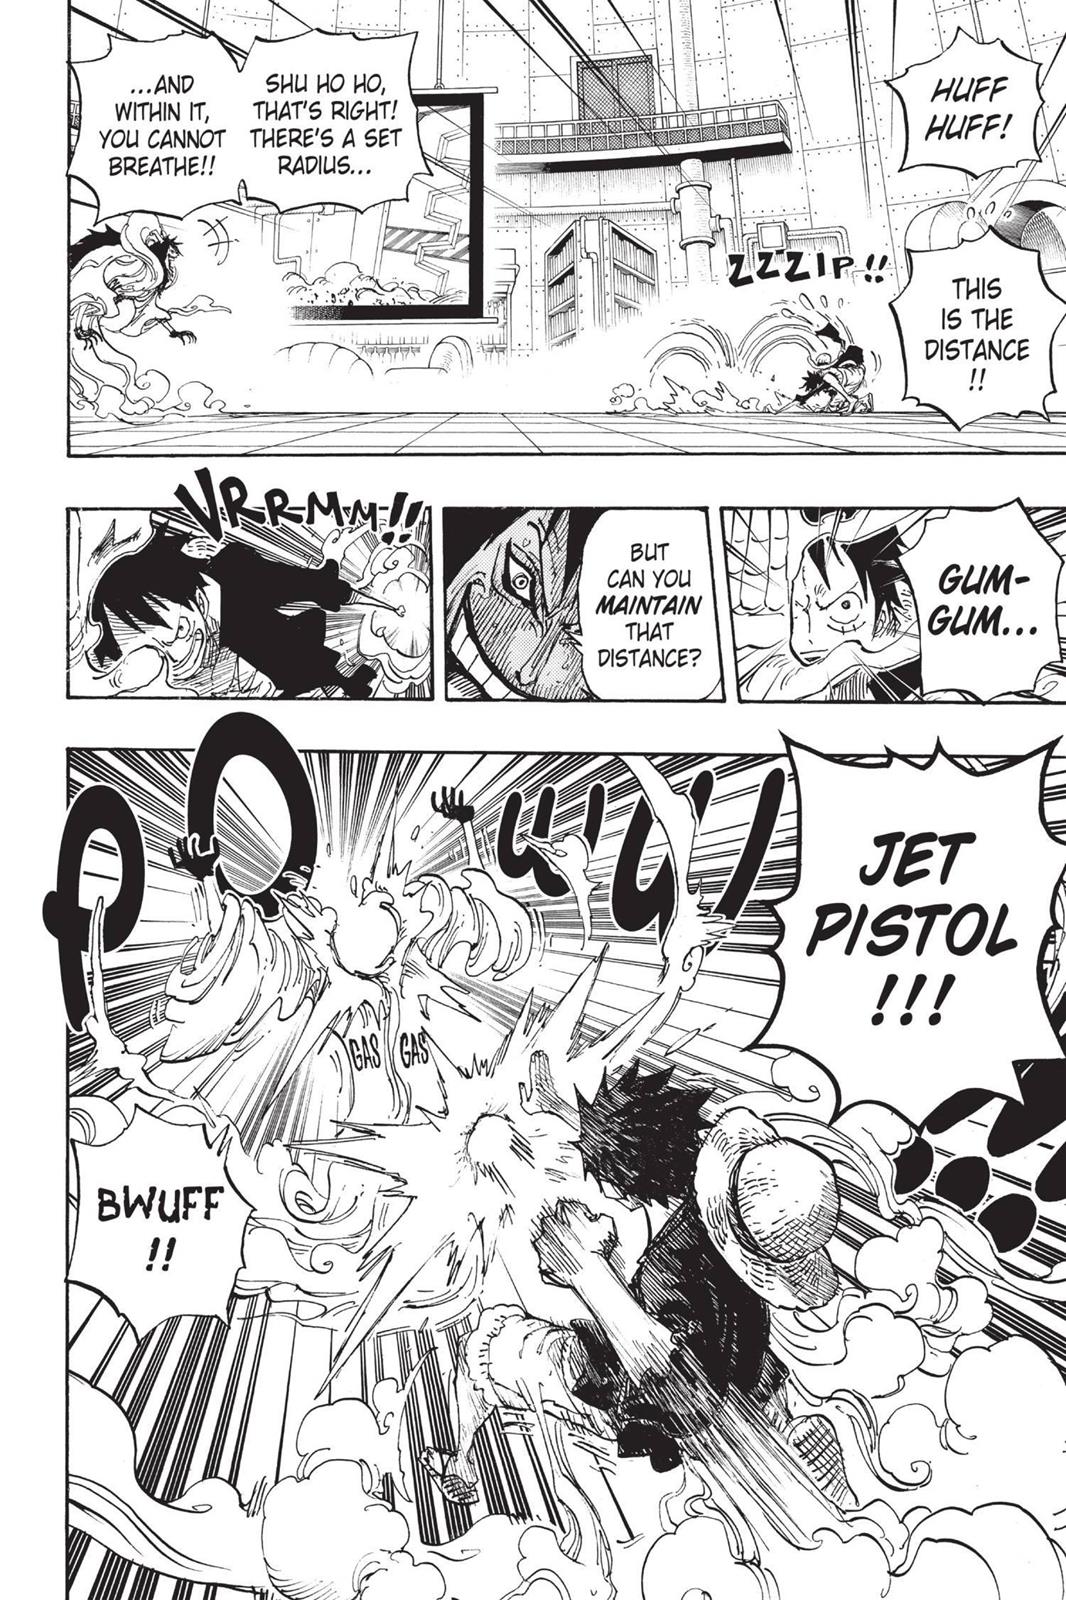 HUFF
HUFF!
THIS
IS THE
DISTANCE
!!
ZZZIP!!
SHU HO HO,
THAT'S RIGHT!
THERE'S A SET
RADIUS...
...AND
WITHIN IT,
YOU CANNOT
BREATHE!!
GUM-
GUM...
BUT
CAN YOU
MAINTAIN
THAT
DISTANCE?
VRRMM!!
JET
PISTOL
!!!
GAS
GAS
BWUFF
!!